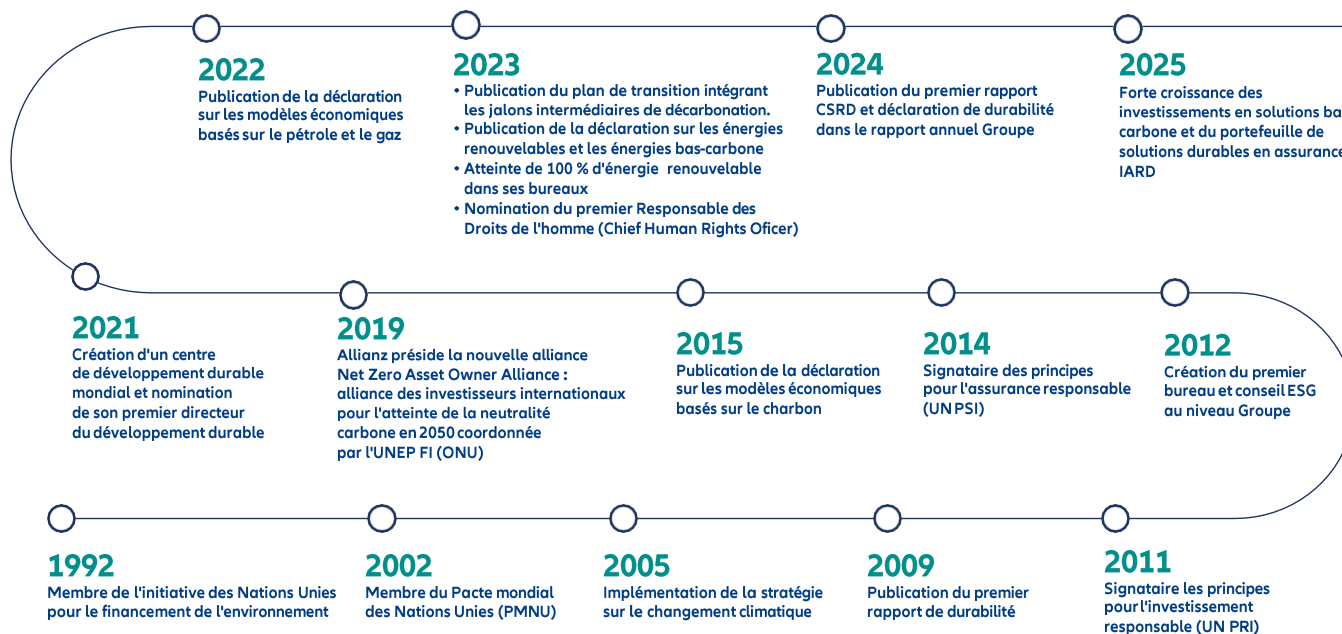 2022
Publication de la déclaration
sur les modèles économiques
basés sur le pétrole et le gaz
2023
• Publication du plan de transition intégrant
les jalons intermédiaires de décarbonation.
• Publication de la déclaration sur les énergies
renouvelables et les énergies bas-carbone
• Atteinte de 100 % d'énergie renouvelable
dans ses bureaux
• Nomination du premier Responsable des
Droits de l'homme (Chief Human Rights Oficer)
2024
Publication du premier rapport
CSRD et déclaration de durabilité
dans le rapport annuel Groupe
2025
Forte croissance des
investissements en solutions ba
carbone et du portefeuille de
solutions durables en assurance
IARD
2021
Création d'un centre
de développement durable
mondial et nomination
de son premier directeur
du développement durable
2019
Allianz préside la nouvelle alliance
Net Zero Asset Owner Alliance :
alliance des investisseurs internationaux
pour l'atteinte de la neutralité
carbone en 2050 coordonnée
par l'UNEP FI (ONU)
2015
Publication de la déclaration
sur les modèles économiques
basés sur le charbon
2014
Signataire des principes
pour l'assurance responsable
(UN PSI)
2012
Création du premier
bureau et conseil ESG
au niveau Groupe
1992
Membre de l'initiative des Nations Unies
pour le financement de l'environnement
2002
Membre du Pacte mondial
des Nations Unies (PMNU)
2005
Implémentation de la stratégie
sur le changement climatique
2009
Publication du premier
rapport de durabilité
2011
Signataire les principes
pour l'investissement
responsable (UN PRI)